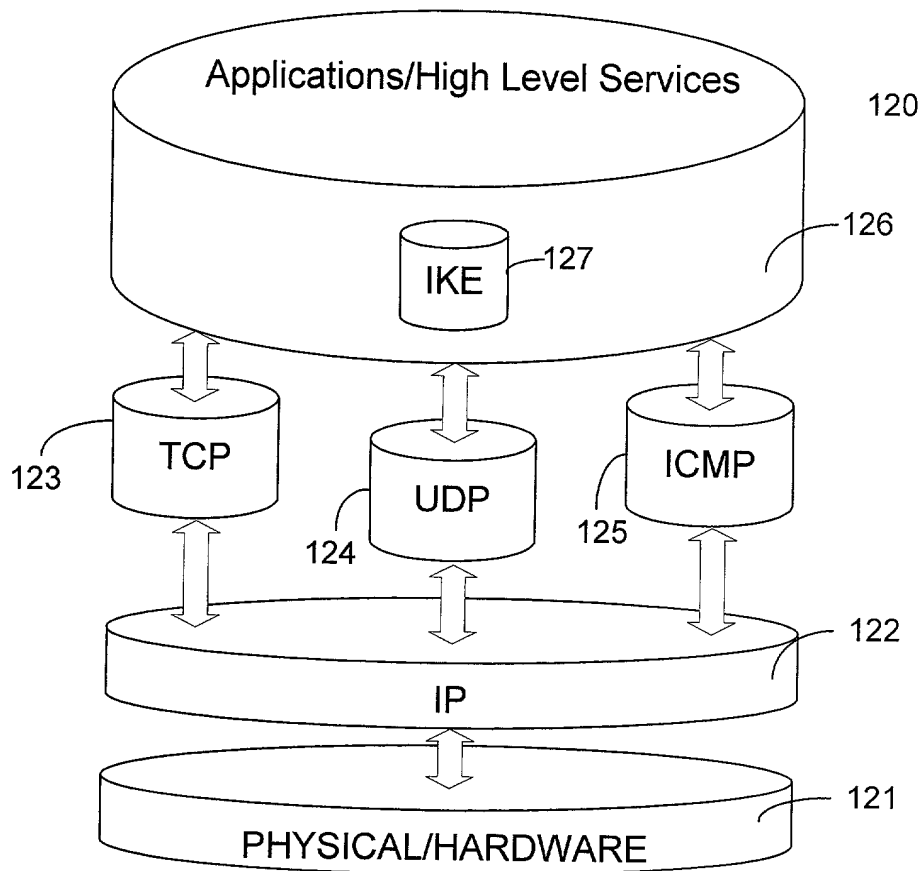 Applications/High Level Services
120
126
IKE
127
TCP
123
UDP
124
ICMP
125
122
IP
121
PHYSICAL/HARDWARE